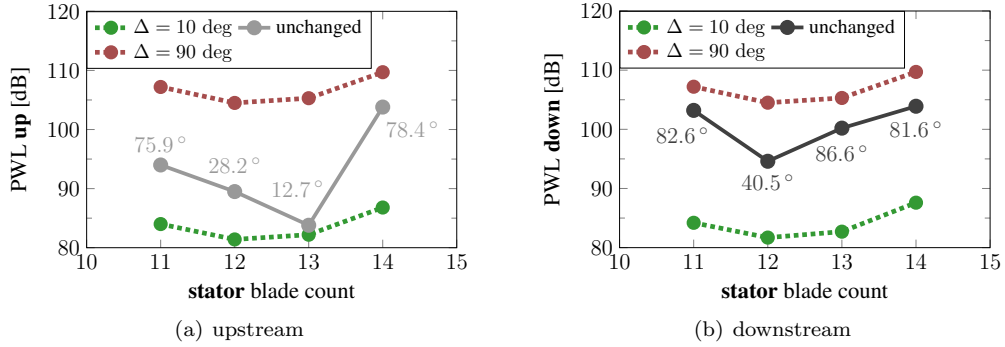 120
110
100
90
80
10
11
12
13
14
15
PWL up [dB]
stator blade count
Δ = 10 deg
unchanged
Δ = 90 deg
75.9°
28.2°
12.7°
78.4°
(a) upstream
120
110
100
90
80
10
11
12
13
14
15
PWL down [dB]
stator blade count
Δ = 10 deg
unchanged
Δ = 90 deg
82.6°
40.5°
86.6°
81.6°
(b) downstream